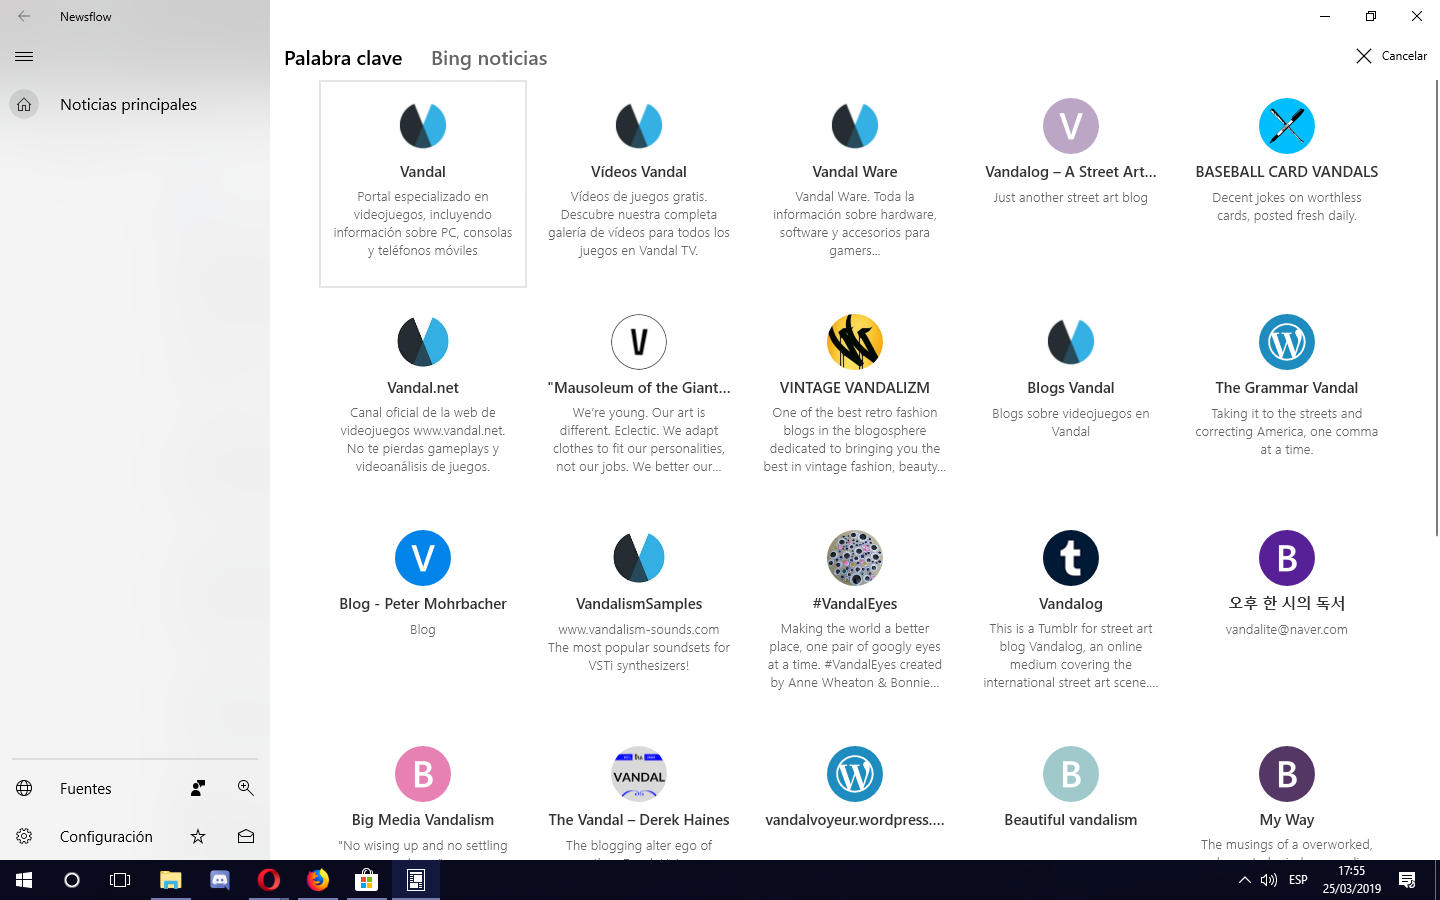 Newsflow
Palabra clave
Bing noticias
Cancelar
Noticias principales
Vandal
Portal especializado en
videojuegos, incluyendo
información sobre PC, consolas
y teléfonos móviles
Vídeos Vandal
Vídeos de juegos gratis.
Descubre nuestra completa
galería de vídeos para todos los
juegos en Vandal TV.
Vandal Ware
Vandal Ware. Toda la
información sobre hardware,
software y accesorios para
gamers...
V
Vandalog – A Street Art...
Just another street art blog
BASEBALL CARD VANDALS
Decent jokes on worthless
cards, posted fresh daily.
Vandal.net
Canal oficial de la web de
videojuegos www.vandal.net.
No te pierdas gameplays y
videoanálisis de juegos.
V
"Mausoleum of the Giant...
We’re young. Our art is
different. Eclectic. We adapt
clothes to fit our personalities,
not our jobs. We better our...
VINTAGE VANDALIZM
One of the best retro fashion
blogs in the blogosphere
dedicated to bringing you the
best in vintage fashion, beauty...
Blogs Vandal
Blogs sobre videojuegos en
Vandal
The Grammar Vandal
Taking it to the streets and
correcting America, one comma
at a time.
V
Blog - Peter Mohrbacher
Blog
VandalismSamples
www.vandalism-sounds.com
The most popular soundsets for
VSTi synthesizers!
#VandalEyes
Making the world a better
place, one pair of googly eyes
at a time. #VandalEyes created
by Anne Wheaton & Bonnie...
t
Vandalog
This is a Tumblr for street art
blog Vandalog, an online
medium covering the
international street art scene....
B
오후 한 시의 독서
vandalite@naver.com
B
Big Media Vandalism
"No wising up and no settling
VANDAL
The Vandal – Derek Haines
The blogging alter ego of
vandalvoyeur.wordpress....
B
Beautiful vandalism
B
My Way
The musings of a overworked,
Fuentes
Configuración
ESP
17:55
25/03/2019